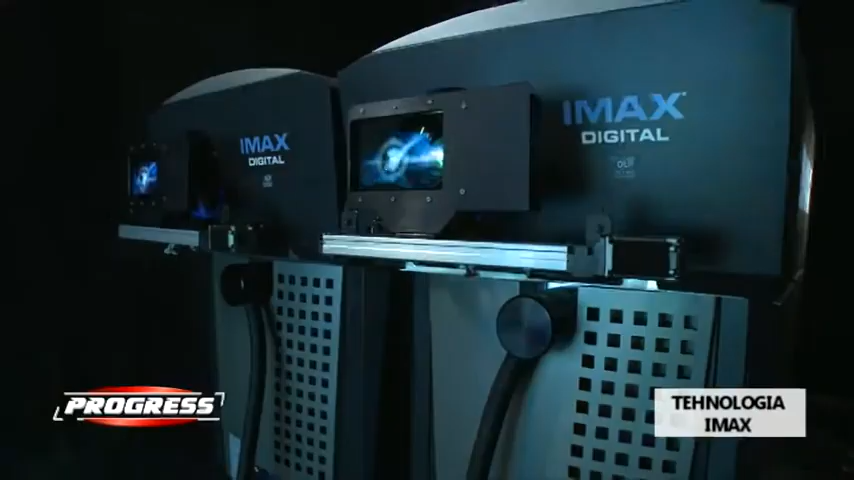 IMAX
DIGITAL
IMAX
DIGITAL
PROGRESS
TEHNOLOGIA
IMAX